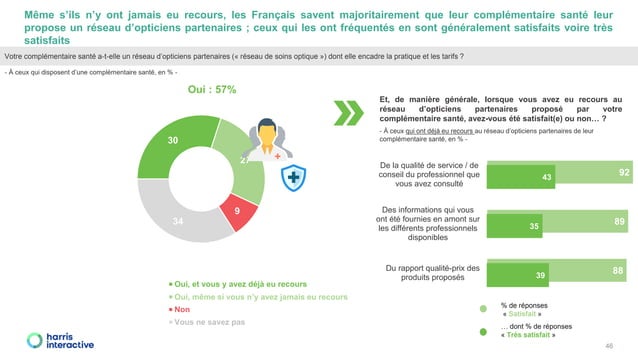 Même s’ils n’y ont jamais eu recours, les Français savent majoritairement que leur complémentaire santé leur
propose un réseau d’opticiens partenaires ; ceux qui les ont fréquentés en sont généralement satisfaits voire très
satisfaits
Votre complémentaire santé a-t-elle un réseau d’opticiens partenaires (« réseau de soins optique ») dont elle encadre la pratique et les tarifs ?
- À ceux qui disposent d’une complémentaire santé, en % -
Oui : 57%
30
9
34
Oui, et vous y avez déjà eu recours
Oui, même si vous n’y avez jamais eu recours
Non
Vous ne savez pas
Et, de manière générale, lorsque vous avez eu recours au
réseau d’opticiens partenaires proposé par votre
complémentaire santé, avez-vous été satisfait(e) ou non… ?
- À ceux qui ont déjà eu recours au réseau d’opticiens partenaires de leur
complémentaire santé, en % -
De la qualité de service / de
conseil du professionnel que
vous avez consulté
43
92
Des informations qui vous
ont été fournies en amont sur
les différents professionnels
disponibles
35
89
Du rapport qualité-prix des
produits proposés
39
88
% de réponses
« Satisfait »
… dont % de réponses
« Très satisfait »
harris
interactive
46